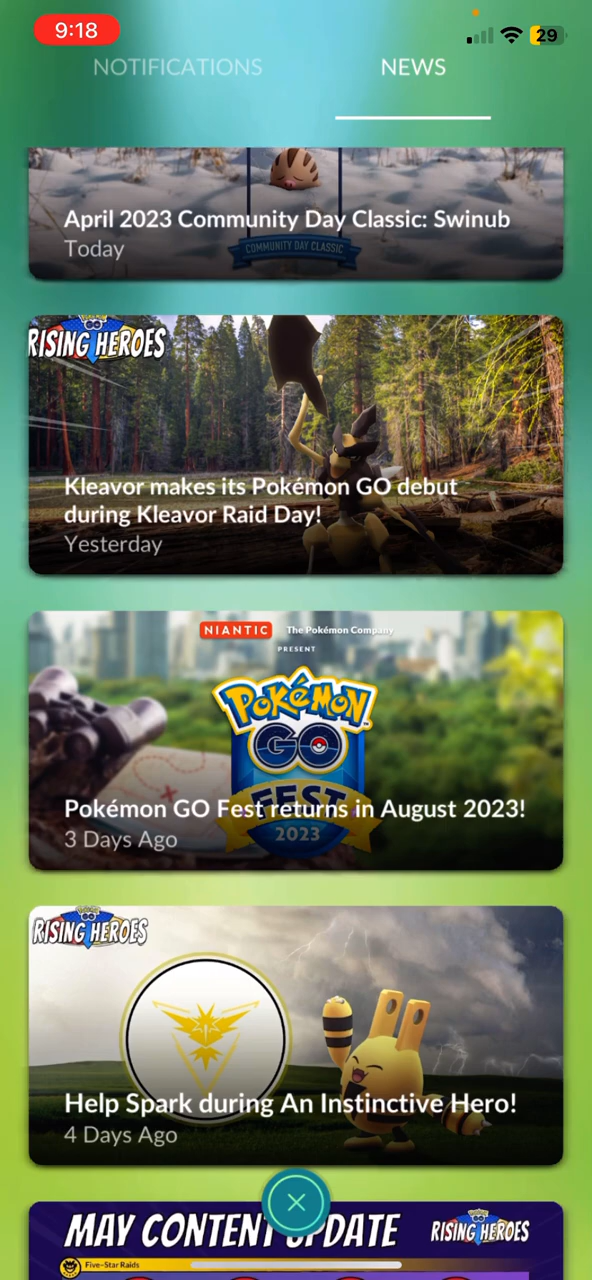 9:18
29
NOTIFICATIONS
NEWS
COMMUNITY DAY CLASSIC
April 2023 Community Day Classic: Swinub
Today
GO
RISING HEROES
Kleavor makes its Pokémon GO debut
during Kleavor Raid Day!
Yesterday
NIANTIC The Pokémon Company
PRESENT
POKÉMON
GO
FEST
2023
Pokémon GO Fest returns in August 2023!
3 Days Ago
GO
RISING HEROES
Help Spark during An Instinctive Hero!
4 Days Ago
MAY CONTENT UPDATE
GO
RISING HEROES
Five-Star Raids